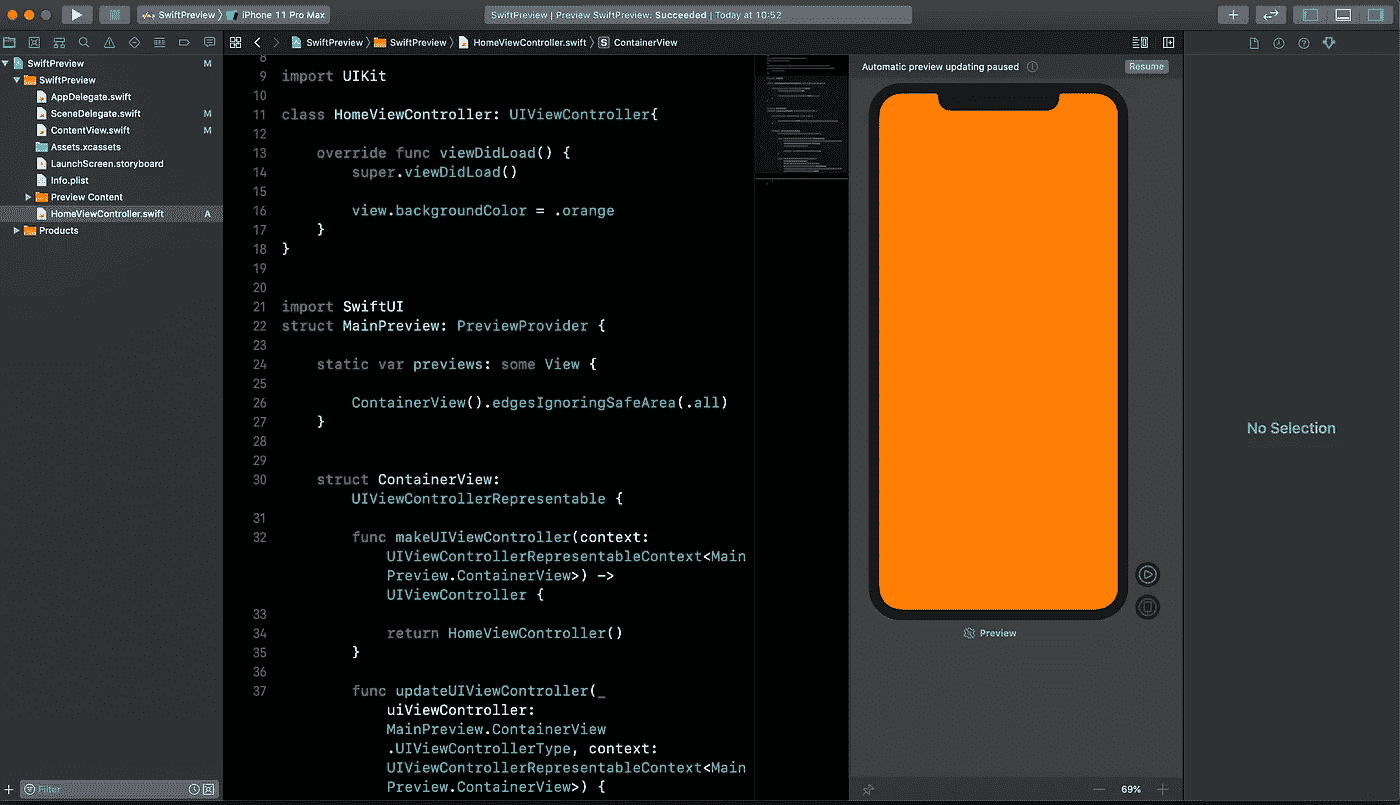 SwiftPreview 〉 iPhone 11 Pro Max
SwiftPreview | Preview SwiftPreview: Succeeded | Today at 10:52
SwiftPreview 〉 SwiftPreview 〉 HomeViewController.swift 〉 S ContainerView
SwiftPreview M
SwiftPreview
AppDelegate.swift
SceneDelegate.swift M
ContentView.swift M
Assets.xcassets
LaunchScreen.storyboard
Info.plist
Preview Content
HomeViewController.swift A
Products
Filter
8
9 import UIKit
10
11 class HomeViewController: UIViewController{
12
13 override func viewDidLoad() {
14 super.viewDidLoad()
15
16 view.backgroundColor = .orange
17 }
18 }
19
20
21 import SwiftUI
22 struct MainPreview: PreviewProvider {
23
24 static var previews: some View {
25
26 ContainerView().edgesIgnoringSafeArea(.all)
27 }
28
29
30 struct ContainerView:
UIViewControllerRepresentable {
31
32 func makeUIViewController(context:
UIViewControllerRepresentableContext<Main
Preview.ContainerView>) ->
UIViewController {
33
34 return HomeViewController()
35 }
36
37 func updateUIViewController(_
uiViewController:
MainPreview.ContainerView
.UIViewControllerType, context:
UIViewControllerRepresentableContext<Main
Preview.ContainerView>) {
Automatic preview updating paused
Resume
Preview
69%
No Selection